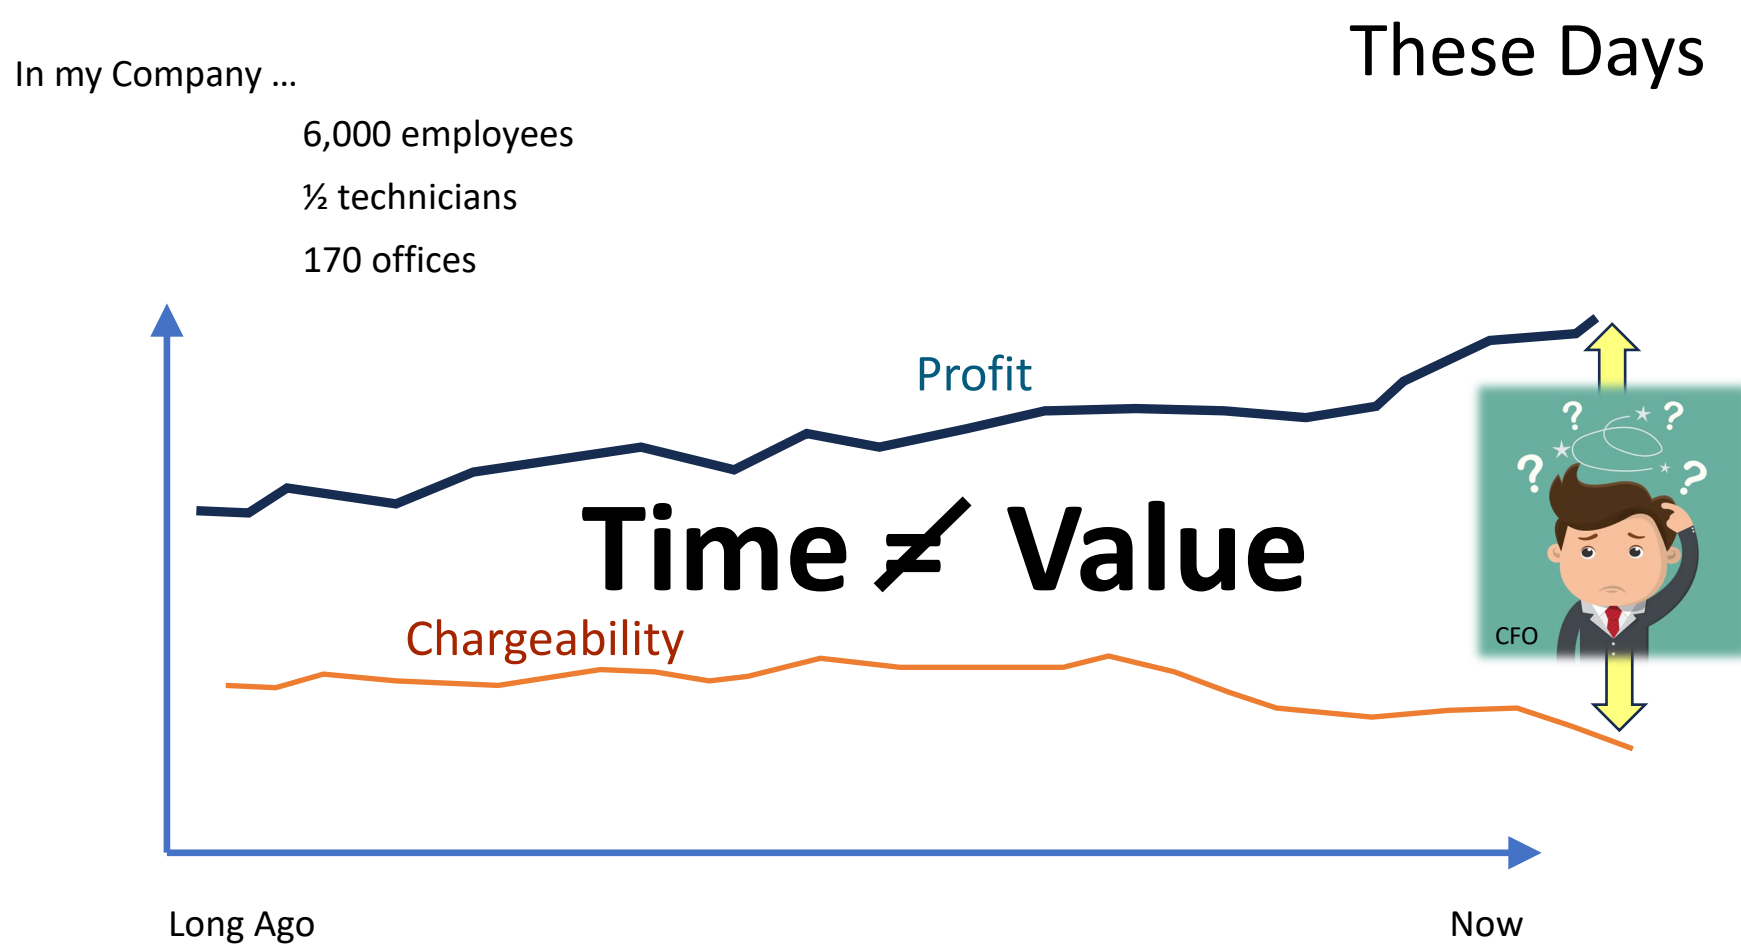 These Days
In my Company ...
6,000 employees
½ technicians
170 offices
Profit
Time ≠ Value
Chargeability
CFO
Long Ago
Now